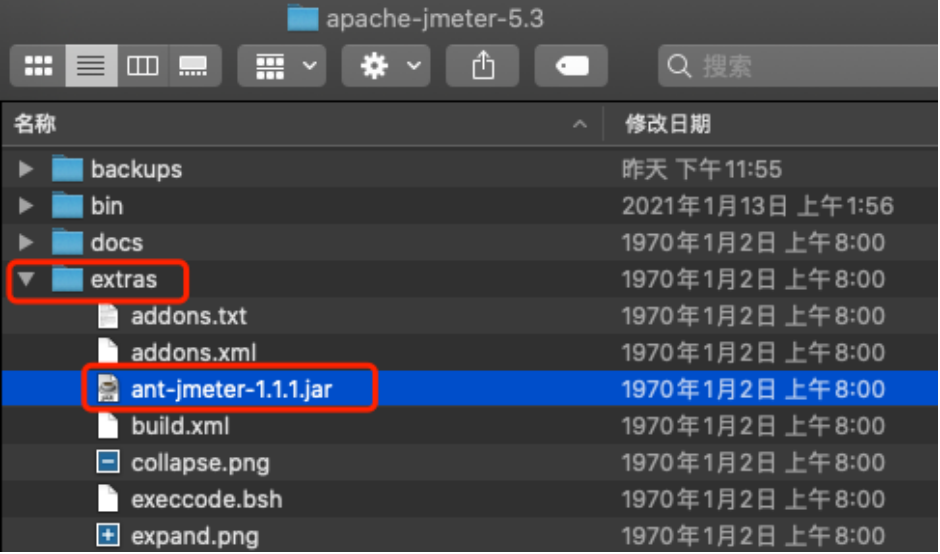 apache-jmeter-5.3
搜索
名称 修改日期
backups 昨天 下午11:55
bin 2021年1月13日 上午1:56
docs 1970年1月2日 上午8:00
extras 1970年1月2日 上午8:00
addons.txt 1970年1月2日 上午8:00
addons.xml 1970年1月2日 上午8:00
ant-jmeter-1.1.1.jar 1970年1月2日 上午8:00
build.xml 1970年1月2日 上午8:00
collapse.png 1970年1月2日 上午8:00
execcode.bsh 1970年1月2日 上午8:00
expand.png 1970年1月2日 上午8:00